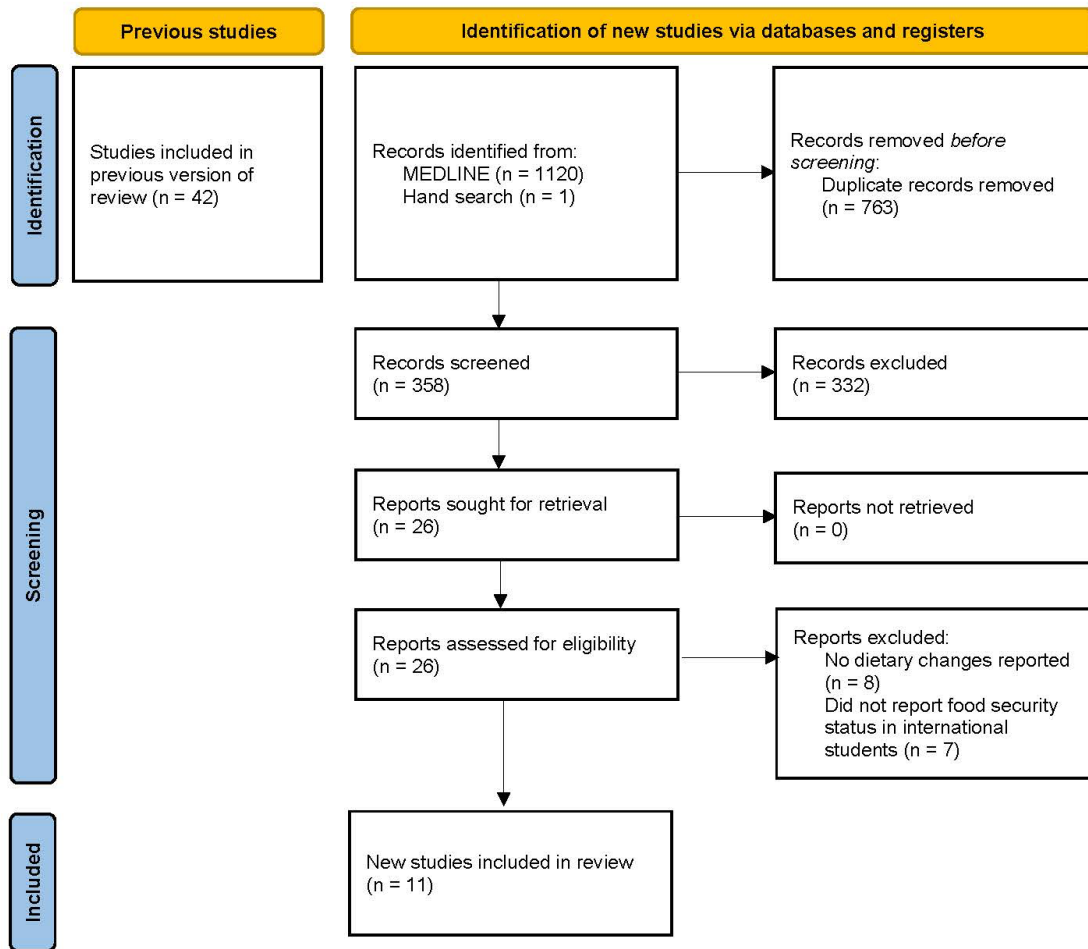 Previous studies
Identification of new studies via databases and registers
Identification
Studies included in
previous version of
review (n = 42)
Records identified from:
MEDLINE (n = 1120)
Hand search (n = 1)
Records removed before
screening:
Duplicate records removed
(n = 763)
Screening
Records screened
(n = 358)
Records excluded
(n = 332)
Reports sought for retrieval
(n = 26)
Reports not retrieved
(n = 0)
Reports assessed for eligibility
(n = 26)
Reports excluded:
No dietary changes reported
(n = 8)
Did not report food security
status in international
students (n = 7)
Included
New studies included in review
(n = 11)